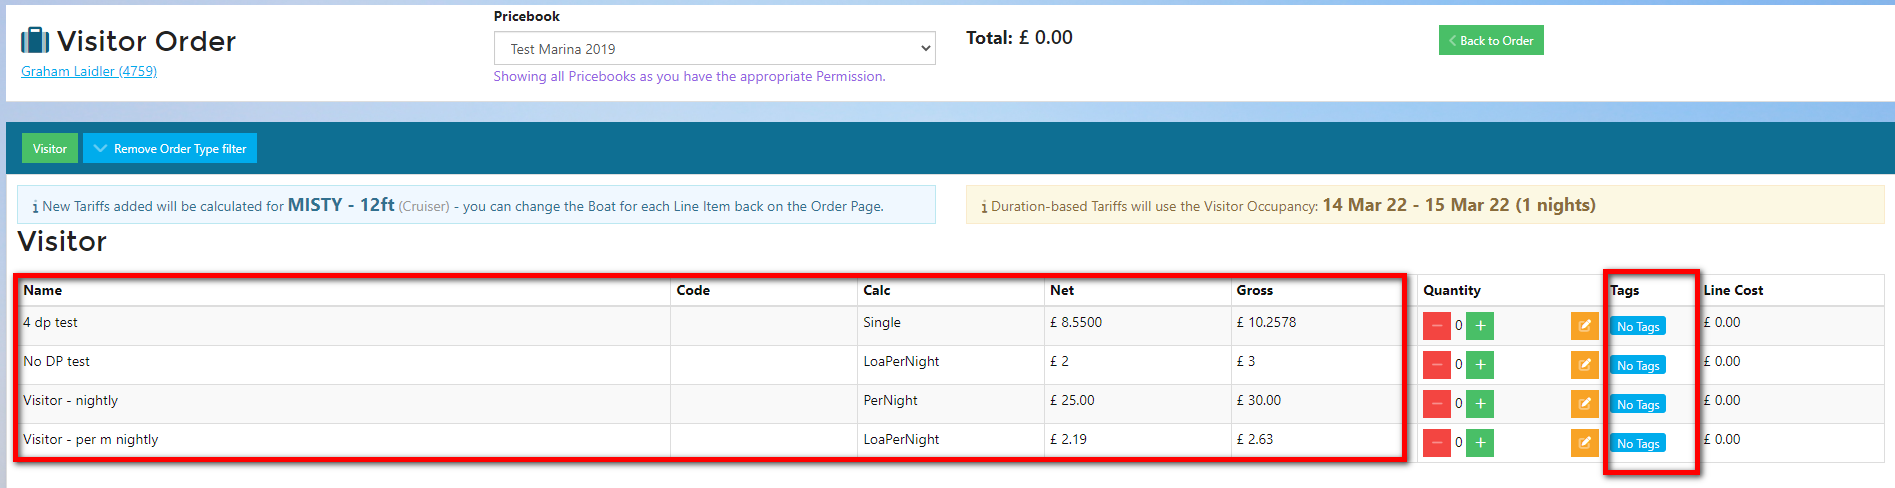 Visitor Order
Graham Laidler (4759)
Pricebook
Test Marina 2019
Showing all Pricebooks as you have the appropriate Permission.
Total: £ 0.00
Back to Order
Visitor
Remove Order Type filter
i New Tariffs added will be calculated for MISTY - 12ft (Cruiser) - you can change the Boat for each Line Item back on the Order Page.
i Duration-based Tariffs will use the Visitor Occupancy: 14 Mar 22 - 15 Mar 22 (1 nights)
Visitor
Name Code Calc Net Gross Quantity Tags Line Cost
4 dp test Single £ 8.5500 £ 10.2578 − 0 + No Tags £ 0.00
No DP test LoaPerNight £ 2 £ 3 − 0 + No Tags £ 0.00
Visitor - nightly PerNight £ 25.00 £ 30.00 − 0 + No Tags £ 0.00
Visitor - per m nightly LoaPerNight £ 2.19 £ 2.63 − 0 + No Tags £ 0.00